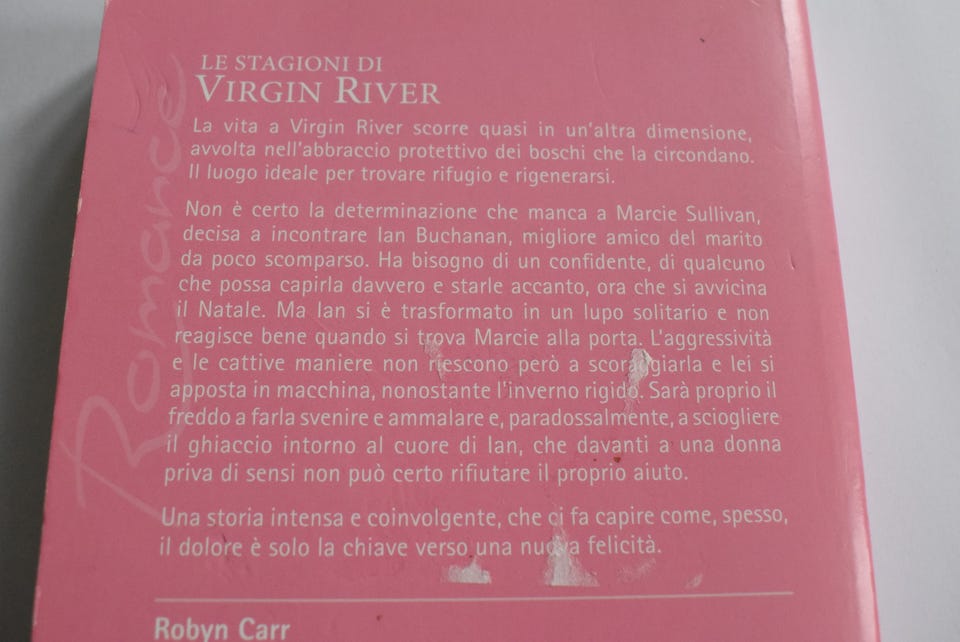 Romance
LE STAGIONI DI
VIRGIN RIVER
La vita a Virgin River scorre quasi in un'altra dimensione,
avvolta nell'abbraccio protettivo dei boschi che la circondano.
Il luogo ideale per trovare rifugio e rigenerarsi.
Non è certo la determinazione che manca a Marcie Sullivan,
decisa a incontrare Ian Buchanan, migliore amico del marito
da poco scomparso. Ha bisogno di un confidente, di qualcuno
che possa capirla davvero e starle accanto, ora che si avvicina
il Natale. Ma Ian si è trasformato in un lupo solitario e non
reagisce bene quando si trova Marcie alla porta. L'aggressività
e le cattive maniere non riescono però a scoraggiarla e lei si
apposta in macchina, nonostante l'inverno rigido. Sarà proprio il
freddo a farla svenire e ammalare e, paradossalmente, a sciogliere
il ghiaccio intorno al cuore di Ian, che davanti a una donna
priva di sensi non può certo rifiutare il proprio aiuto.
Una storia intensa e coinvolgente, che ci fa capire come, spesso,
il dolore è solo la chiave verso una nuova felicità.
Robyn Carr